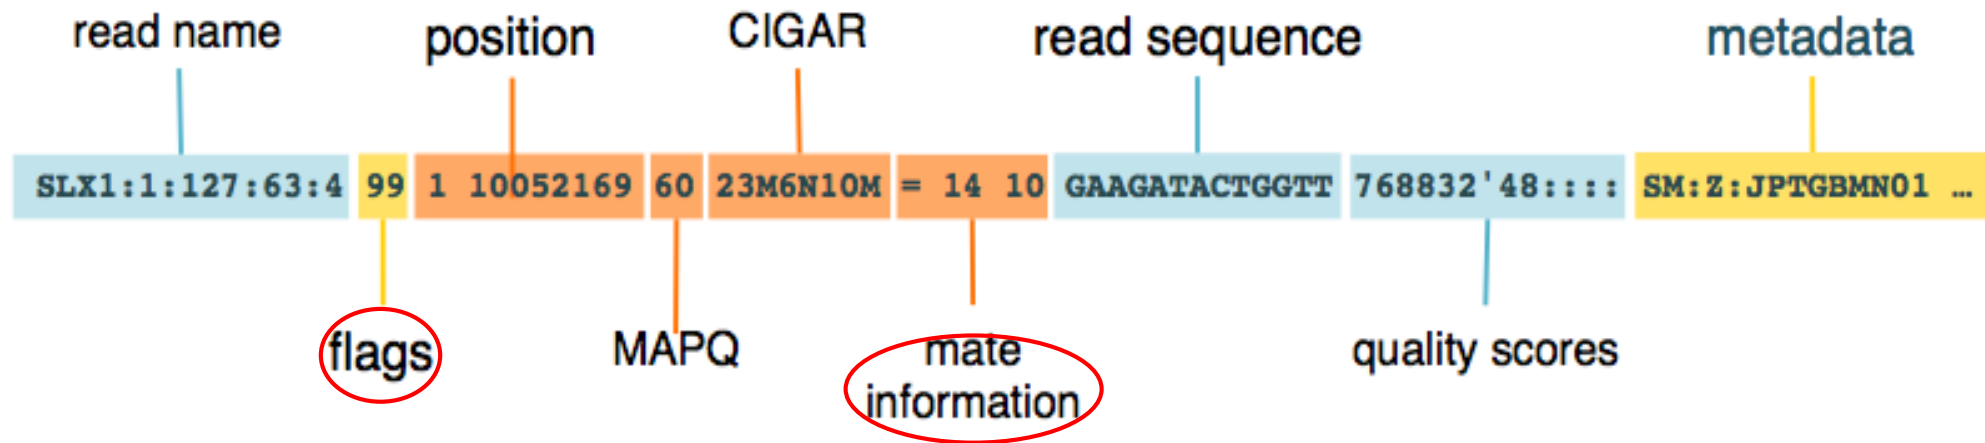 read name position CIGAR read sequence metadata
SLX1:1:127:63:4 99 1 10052169 60 23M6N10M = 14 10 GAAGATACTGGTT 768832'48:::: SM:Z:JPTGBMN01 …
flags MAPQ mate information quality scores